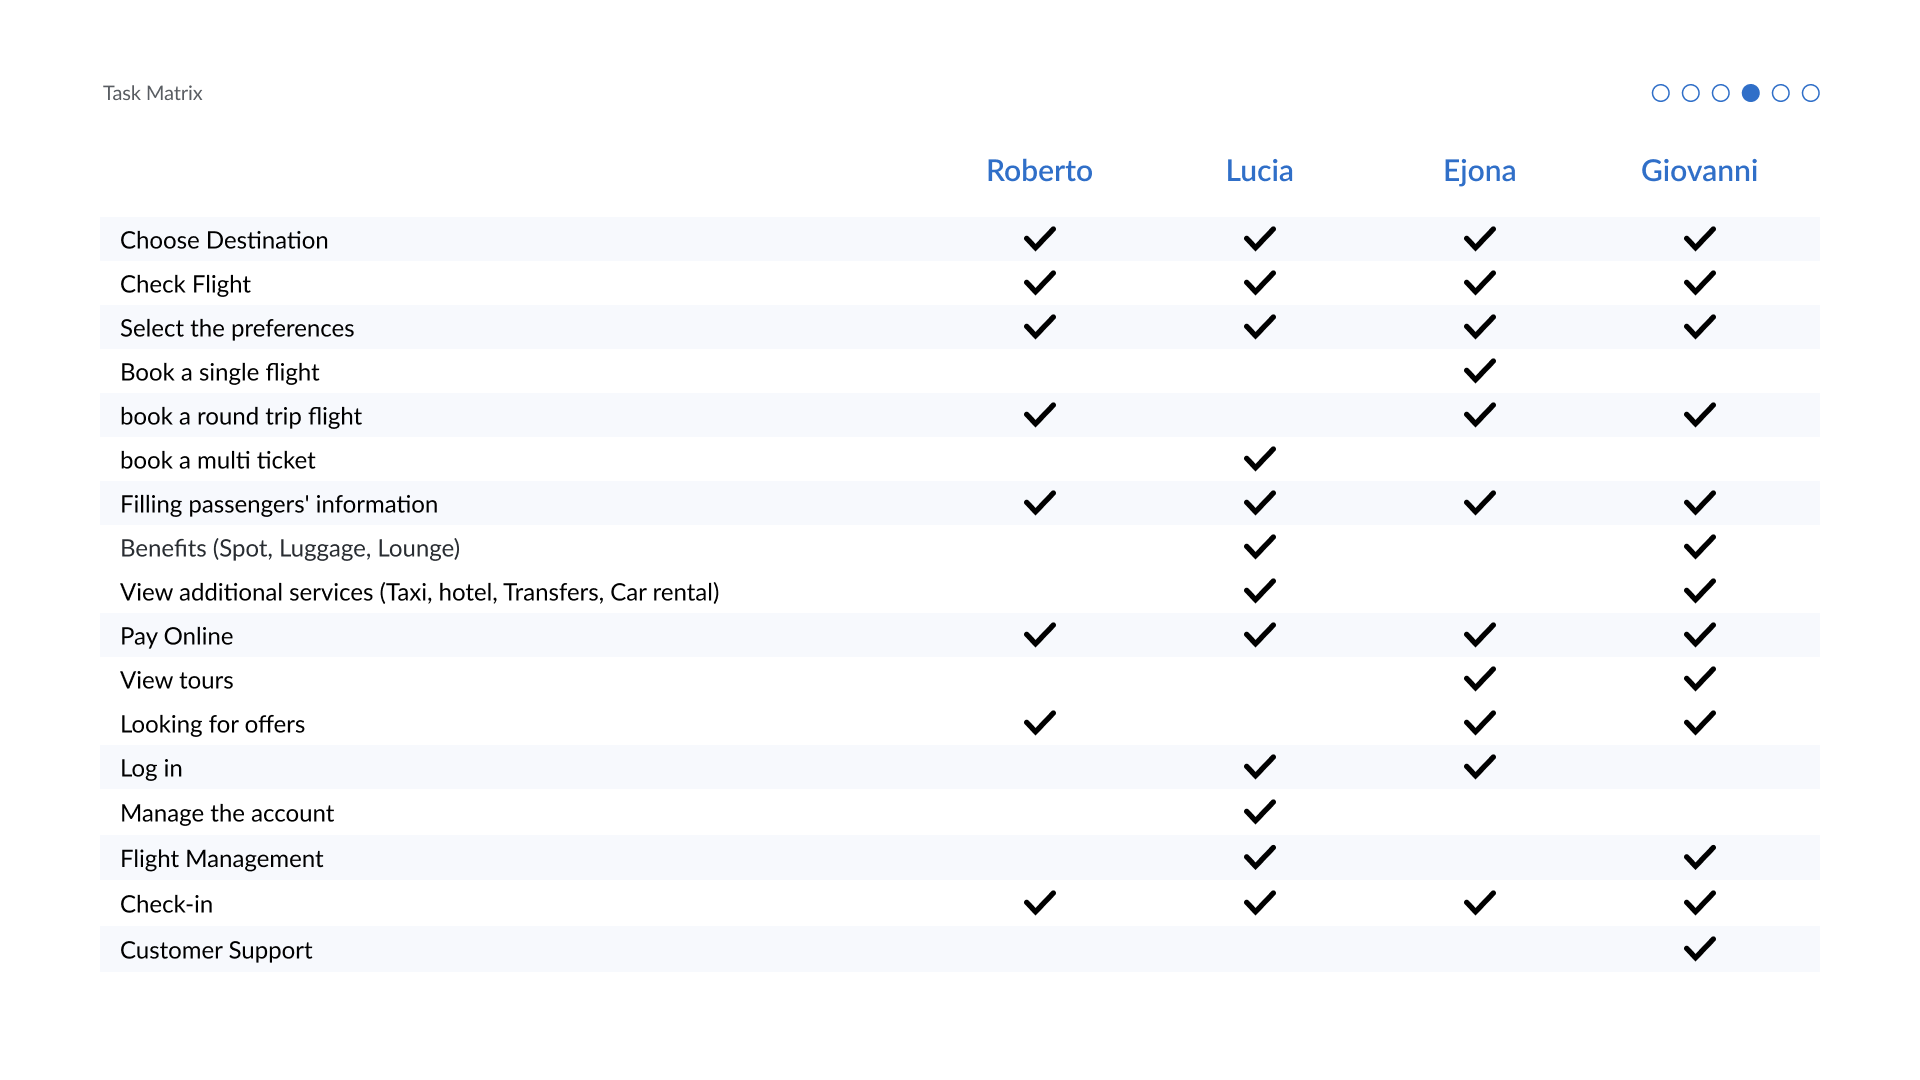 Task Matrix
Roberto Lucia Ejona Giovanni
Choose Destination
Check Flight
Select the preferences
Book a single flight
book a round trip flight
book a multi ticket
Filling passengers' information
Benefits (Spot, Luggage, Lounge)
View additional services (Taxi, hotel, Transfers, Car rental)
Pay Online
View tours
Looking for offers
Log in
Manage the account
Flight Management
Check-in
Customer Support